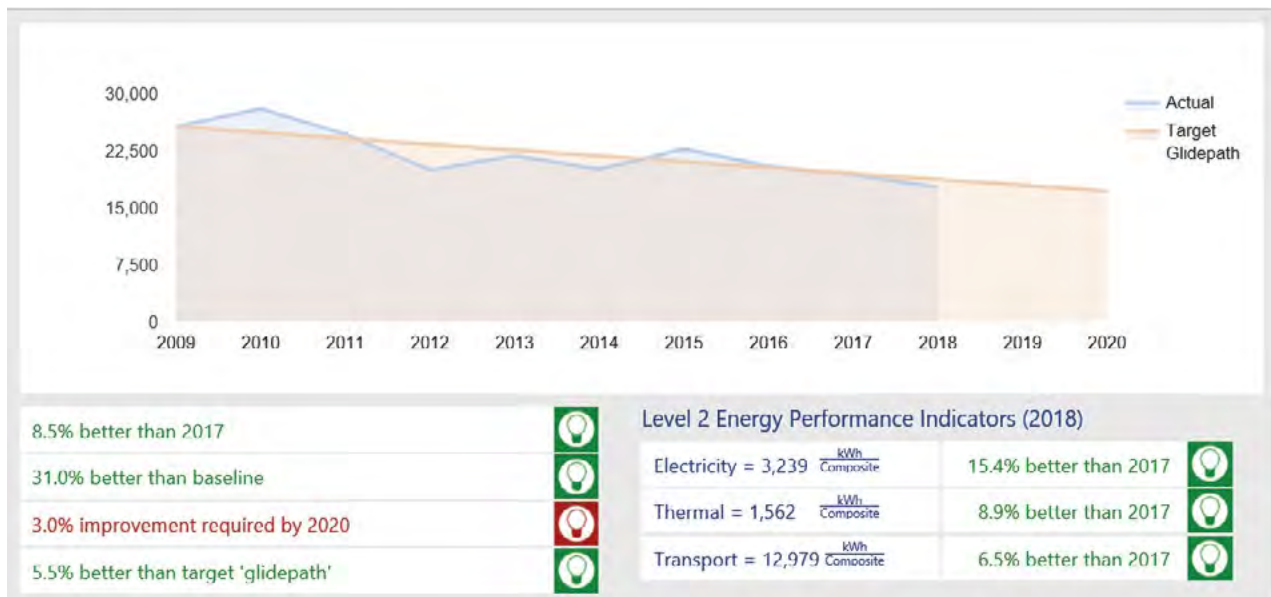 30,000
22,500
15,000
7,500
0
2009 2010 2011 2012 2013 2014 2015 2016 2017 2018 2019 2020
Actual
Target
Glidepath
8.5% better than 2017
31.0% better than baseline
3.0% improvement required by 2020
5.5% better than target 'glidepath'
Level 2 Energy Performance Indicators (2018)
Electricity = 3,239 kWh/Composite 15.4% better than 2017
Thermal = 1,562 kWh/Composite 8.9% better than 2017
Transport = 12,979 kWh/Composite 6.5% better than 2017